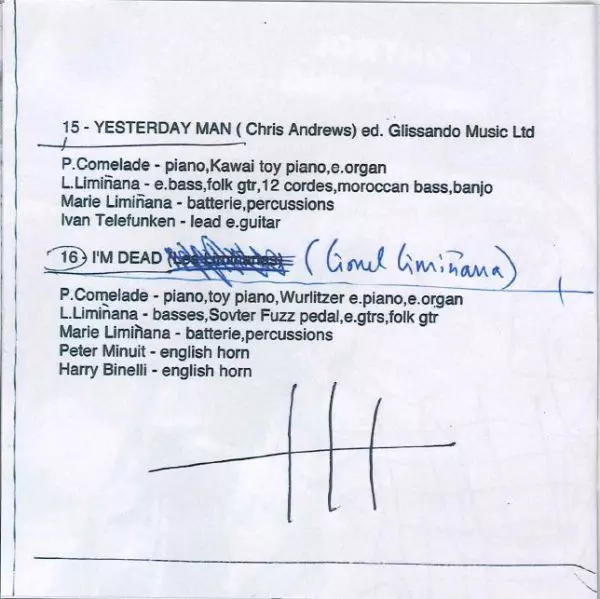 15 - YESTERDAY MAN ( Chris Andrews) ed. Glissando Music Ltd
P.Comelade - piano,Kawai toy piano,e.organ
L.Limiñana - e.bass,folk gtr,12 cordes,moroccan bass,banjo
Marie Limiñana - batterie,percussions
Ivan Telefunken - lead e.guitar
16 - I'M DEAD (Lionel Limiñana)
P.Comelade - piano,toy piano,Wurlitzer e.piano,e.organ
L.Limiñana - basses,Sovter Fuzz pedal,e.gtrs,folk gtr
Marie Limiñana - batterie,percussions
Peter Minuit - english horn
Harry Binelli - english horn